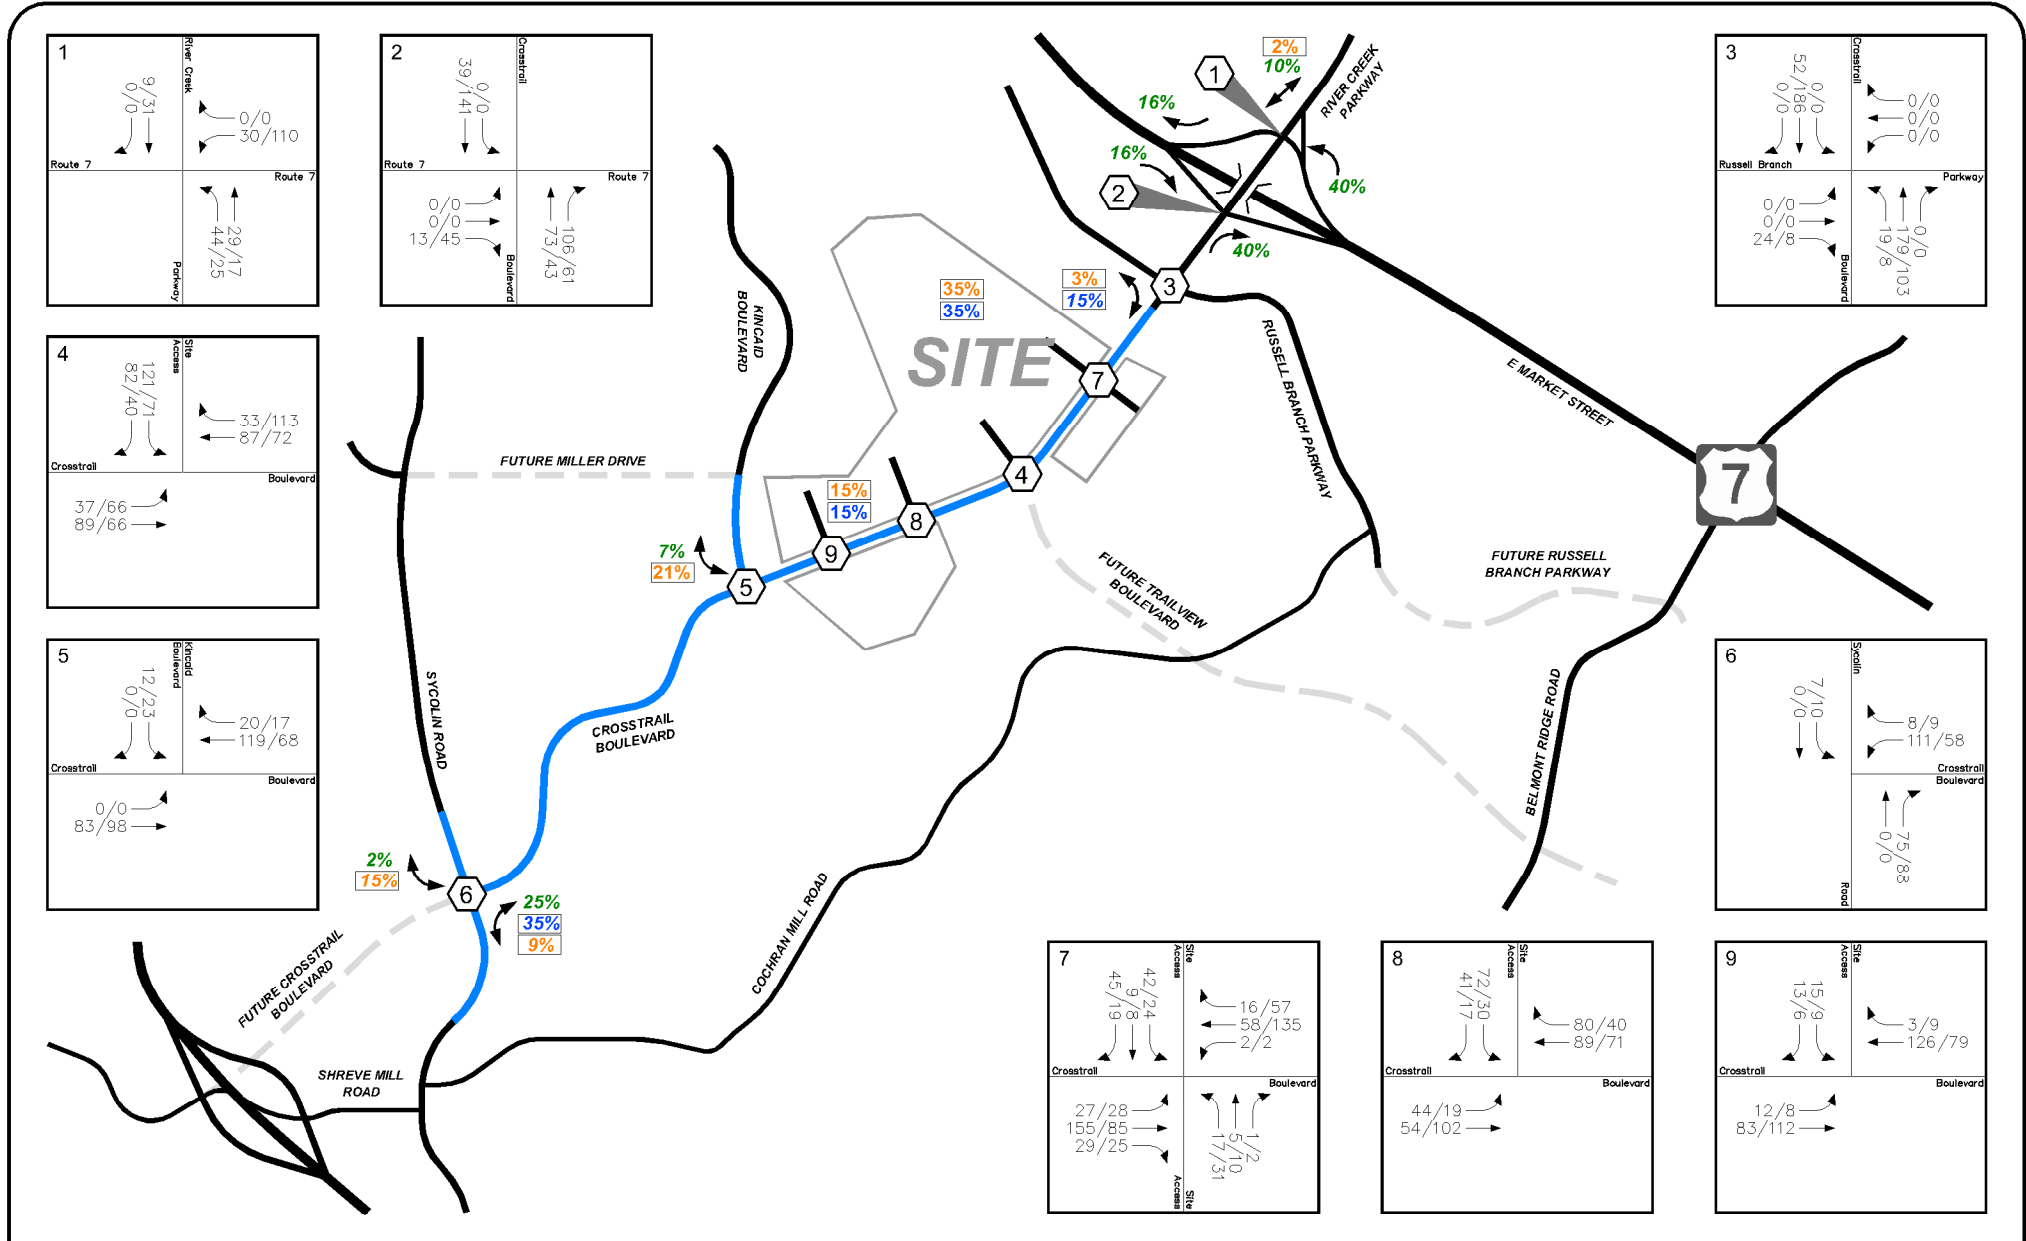 1
River Creek
9/31
0/0
0/0
30/110
Route 7
Route 7
29/17
44/25
Parkway
2
Crosstrail
0/0
39/141
Route 7
Route 7
0/0
0/0
13/45
106/61
73/43
Boulevard
3
Crosstrail
0/0
52/186
0/0
0/0
0/0
0/0
Russell Branch
Parkway
0/0
0/0
24/8
0/0
179/103
19/8
Boulevard
4
Site
Access
121/71
82/40
33/113
87/72
Crosstrail
Boulevard
37/66
89/66
5
Kincaid
Boulevard
12/23
0/0
20/17
119/68
Crosstrail
Boulevard
0/0
83/98
6
Sycolin
7/10
0/0
8/9
111/58
Crosstrail
Boulevard
75/88
0/0
Road
7
Site
Access
42/24
9/8
45/19
16/57
58/135
2/2
Crosstrail
Boulevard
27/28
155/85
29/25
1/2
5/10
17/31
Site
Access
8
Site
Access
72/30
41/17
80/40
89/71
Crosstrail
Boulevard
44/19
54/102
9
Site
Access
15/9
13/6
3/9
126/79
Crosstrail
Boulevard
12/8
83/112
2%
10%
1
RIVER CREEK
PARKWAY
16%
16%
2
40%
40%
3%
15%
3
35%
35%
SITE
7
KINCAID
BOULEVARD
RUSSELL BRANCH PARKWAY
E MARKET STREET
7
FUTURE MILLER DRIVE
4
15%
15%
8
9
7%
21%
5
FUTURE TRAILVIEW
BOULEVARD
FUTURE RUSSELL
BRANCH PARKWAY
SYCOLIN ROAD
CROSSTRAIL
BOULEVARD
BELMONT RIDGE ROAD
2%
15%
6
25%
35%
9%
COCHRAN MILL ROAD
FUTURE CROSSTRAIL
BOULEVARD
SHREVE MILL
ROAD